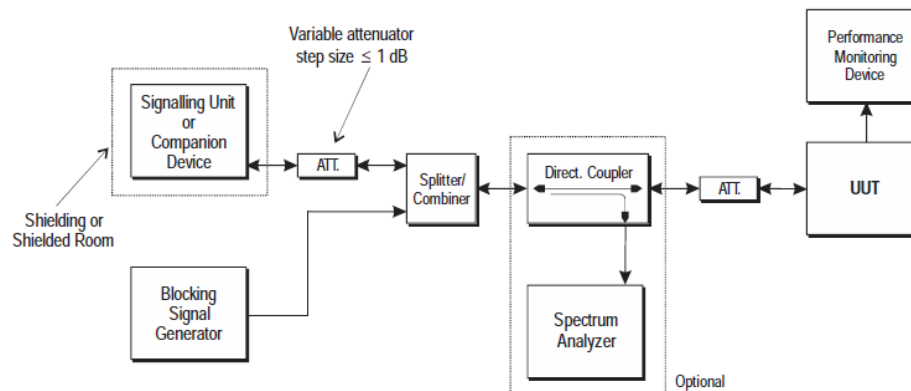 Variable attenuator
step size ≤ 1 dB
Performance
Monitoring
Device
Signalling Unit
or
Companion
Device
ATT.
Splitter/
Combiner
Direct. Coupler
ATT.
UUT
Shielding or
Shielded Room
Blocking
Signal
Generator
Spectrum
Analyzer
Optional